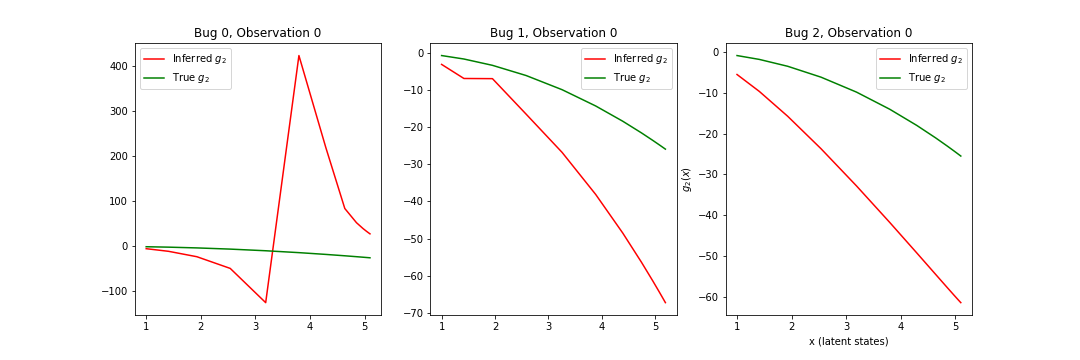 Bug 0, Observation 0
Inferred g₂
True g₂
400
300
200
100
0
−100
1 2 3 4 5
Bug 1, Observation 0
Inferred g₂
True g₂
0
−10
−20
−30
−40
−50
−60
−70
1 2 3 4 5
Bug 2, Observation 0
Inferred g₂
True g₂
g₂(x)
0
−10
−20
−30
−40
−50
−60
1 2 3 4 5
x (latent states)